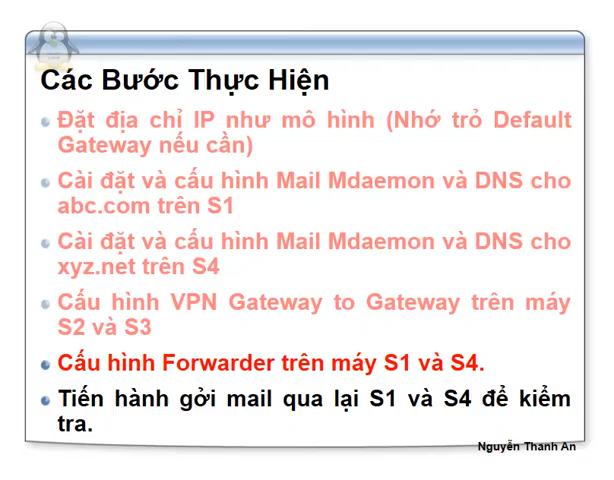 Các Bước Thực Hiện
Đặt địa chỉ IP như mô hình (Nhớ trỏ Default
Gateway nếu cần)
Cài đặt và cấu hình Mail Mdaemon và DNS cho
abc.com trên S1
Cài đặt và cấu hình Mail Mdaemon và DNS cho
xyz.net trên S4
Cấu hình VPN Gateway to Gateway trên máy
S2 và S3
Cấu hình Forwarder trên máy S1 và S4.
Tiến hành gởi mail qua lại S1 và S4 để kiểm
tra.
Nguyễn Thanh An